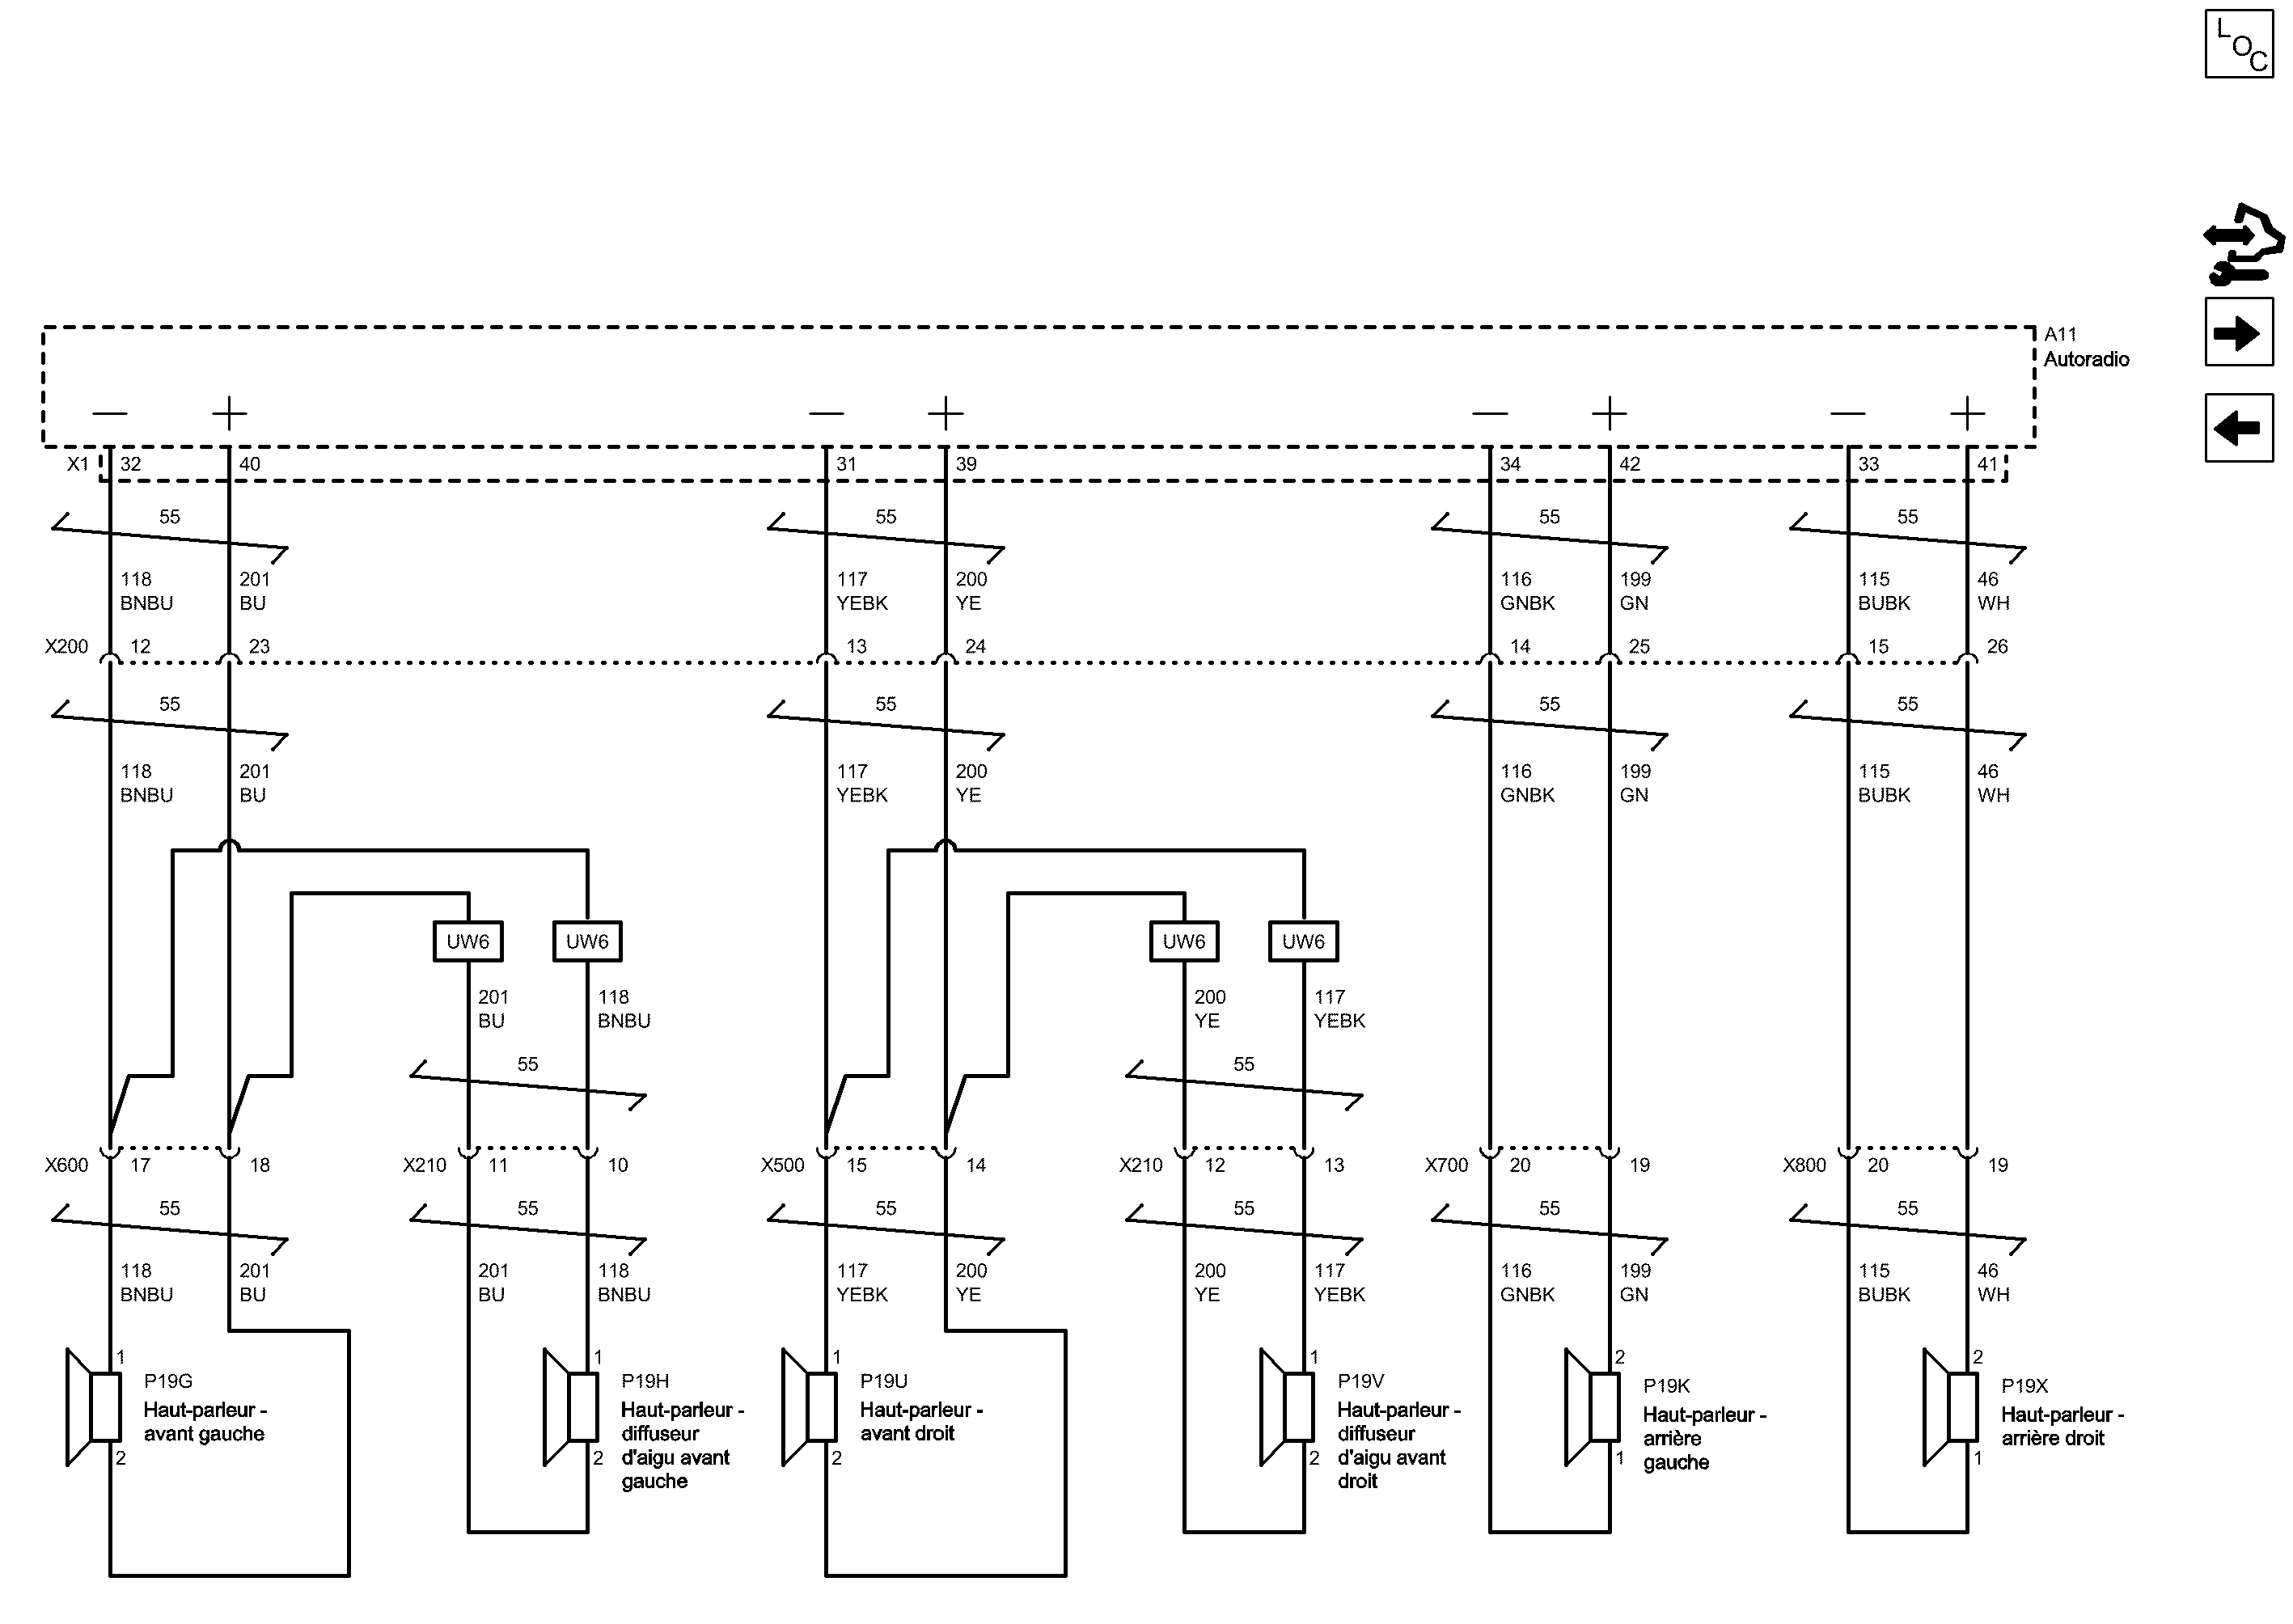 LOC
A11
Autoradio
— + — + — + — +
X1 32 40 31 39 34 42 33 41
55 55 55 55
118 201 117 200 116 199 115 46
BNBU BU YEBK YE GNBK GN BUBK WH
X200 12 23 13 24 14 25 15 26
55 55 55 55
118 201 117 200 116 199 115 46
BNBU BU YEBK YE GNBK GN BUBK WH
UW6 UW6 UW6 UW6
201 118 200 117
BU BNBU YE YEBK
55 55
X600 17 18 X210 11 10 X500 15 14 X210 12 13 X700 20 19 X800 20 19
55 55 55 55 55 55
118 201 201 118 117 200 200 117 116 199 115 46
BNBU BU BU BNBU YEBK YE YE YEBK GNBK GN BUBK WH
1
P19G
Haut-parleur -
avant gauche
2
1
P19H
Haut-parleur -
diffuseur
d'aigu avant
gauche
2
1
P19U
Haut-parleur -
avant droit
2
1
P19V
Haut-parleur -
diffuseur
d'aigu avant
droit
2
2
P19K
Haut-parleur -
arrière
gauche
1
2
P19X
Haut-parleur -
arrière droit
1